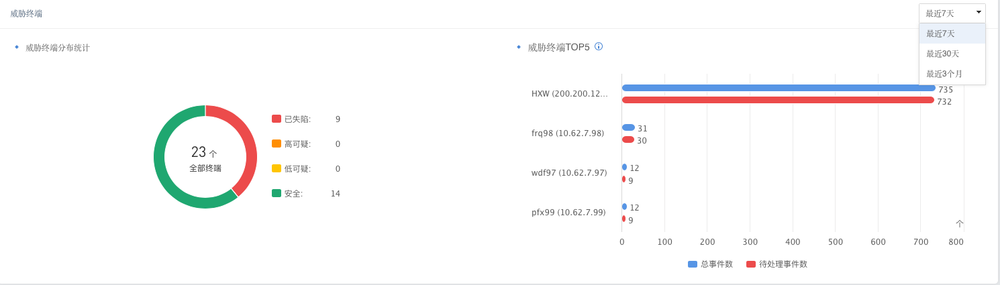 威胁终端
最近7天
最近7天
最近30天
最近3个月
威胁终端分布统计
23 个
全部终端
已失陷: 9
高可疑: 0
低可疑: 0
安全: 14
威胁终端TOP5
HXW (200.200.12...
735
732
frq98 (10.62.7.98)
31
30
wdf97 (10.62.7.97)
12
9
pfx99 (10.62.7.99)
12
9
个
0 100 200 300 400 500 600 700 800
总事件数 待处理事件数